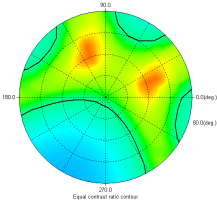 90.0
180.0
0.0(deg.)
80.0(deg.)
270.0
Equal contrast ratio contour